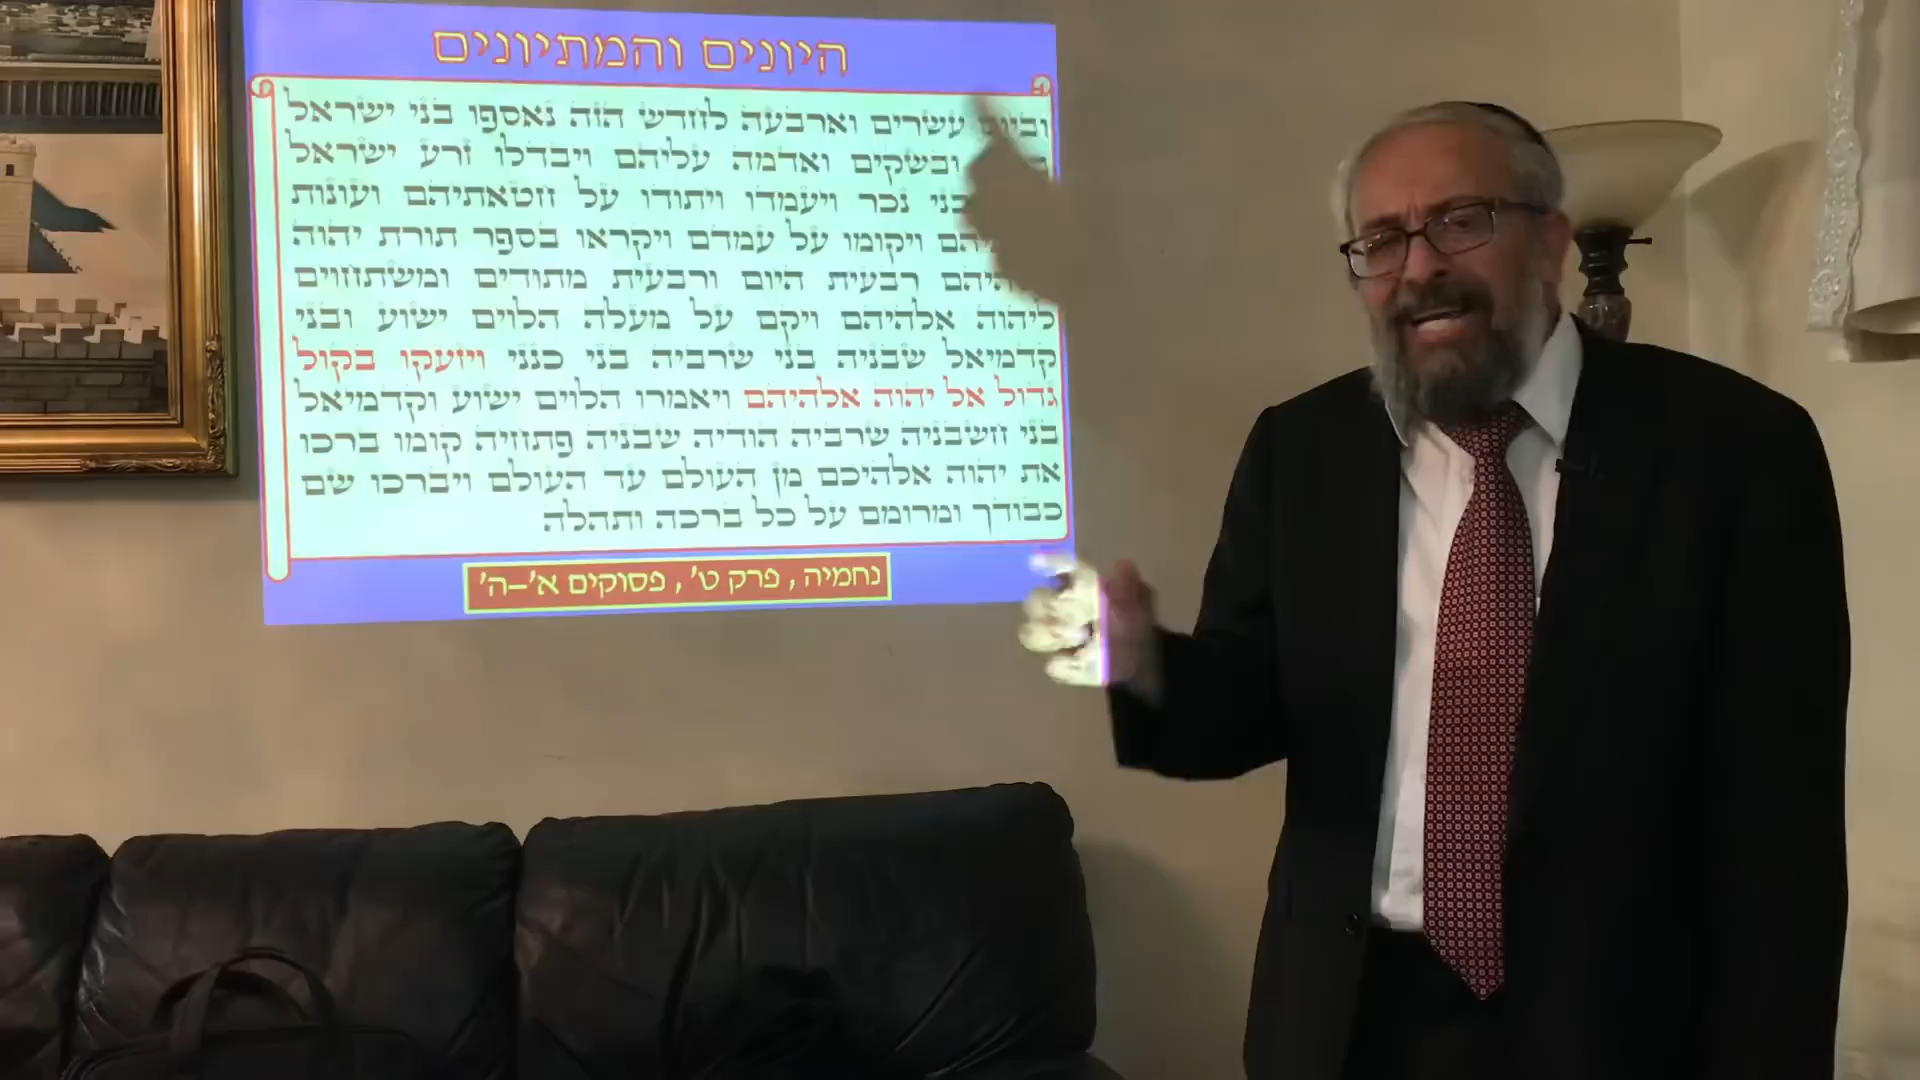 היונים והמתיונים
וביום עשרים וארבעה לחדש הזה נאספו בני ישראל
ובשקים ואדמה עליהם ויבדלו זרע ישראל
בני נכר ויעמדו ויתודו על חטאתיהם ועונות
ויקומו על עמדם ויקראו בספר תורת יהוה
רבעית היום ורבעית מתודים ומשתחוים
ליהוה אלהיהם ויקם על מעלה הלוים ישוע ובני
קדמיאל שבניה בני שרביה בני כנני ויזעקו בקול
גדול אל יהוה אלהיהם ויאמרו הלוים ישוע וקדמיאל
בני חשבניה שרביה הודיה שבניה פתחיה קומו ברכו
את יהוה אלהיכם מן העולם עד העולם ויברכו שם
כבודך ומרומם על כל ברכה ותהלה
נחמיה, פרק ט', פסוקים א'–ה'